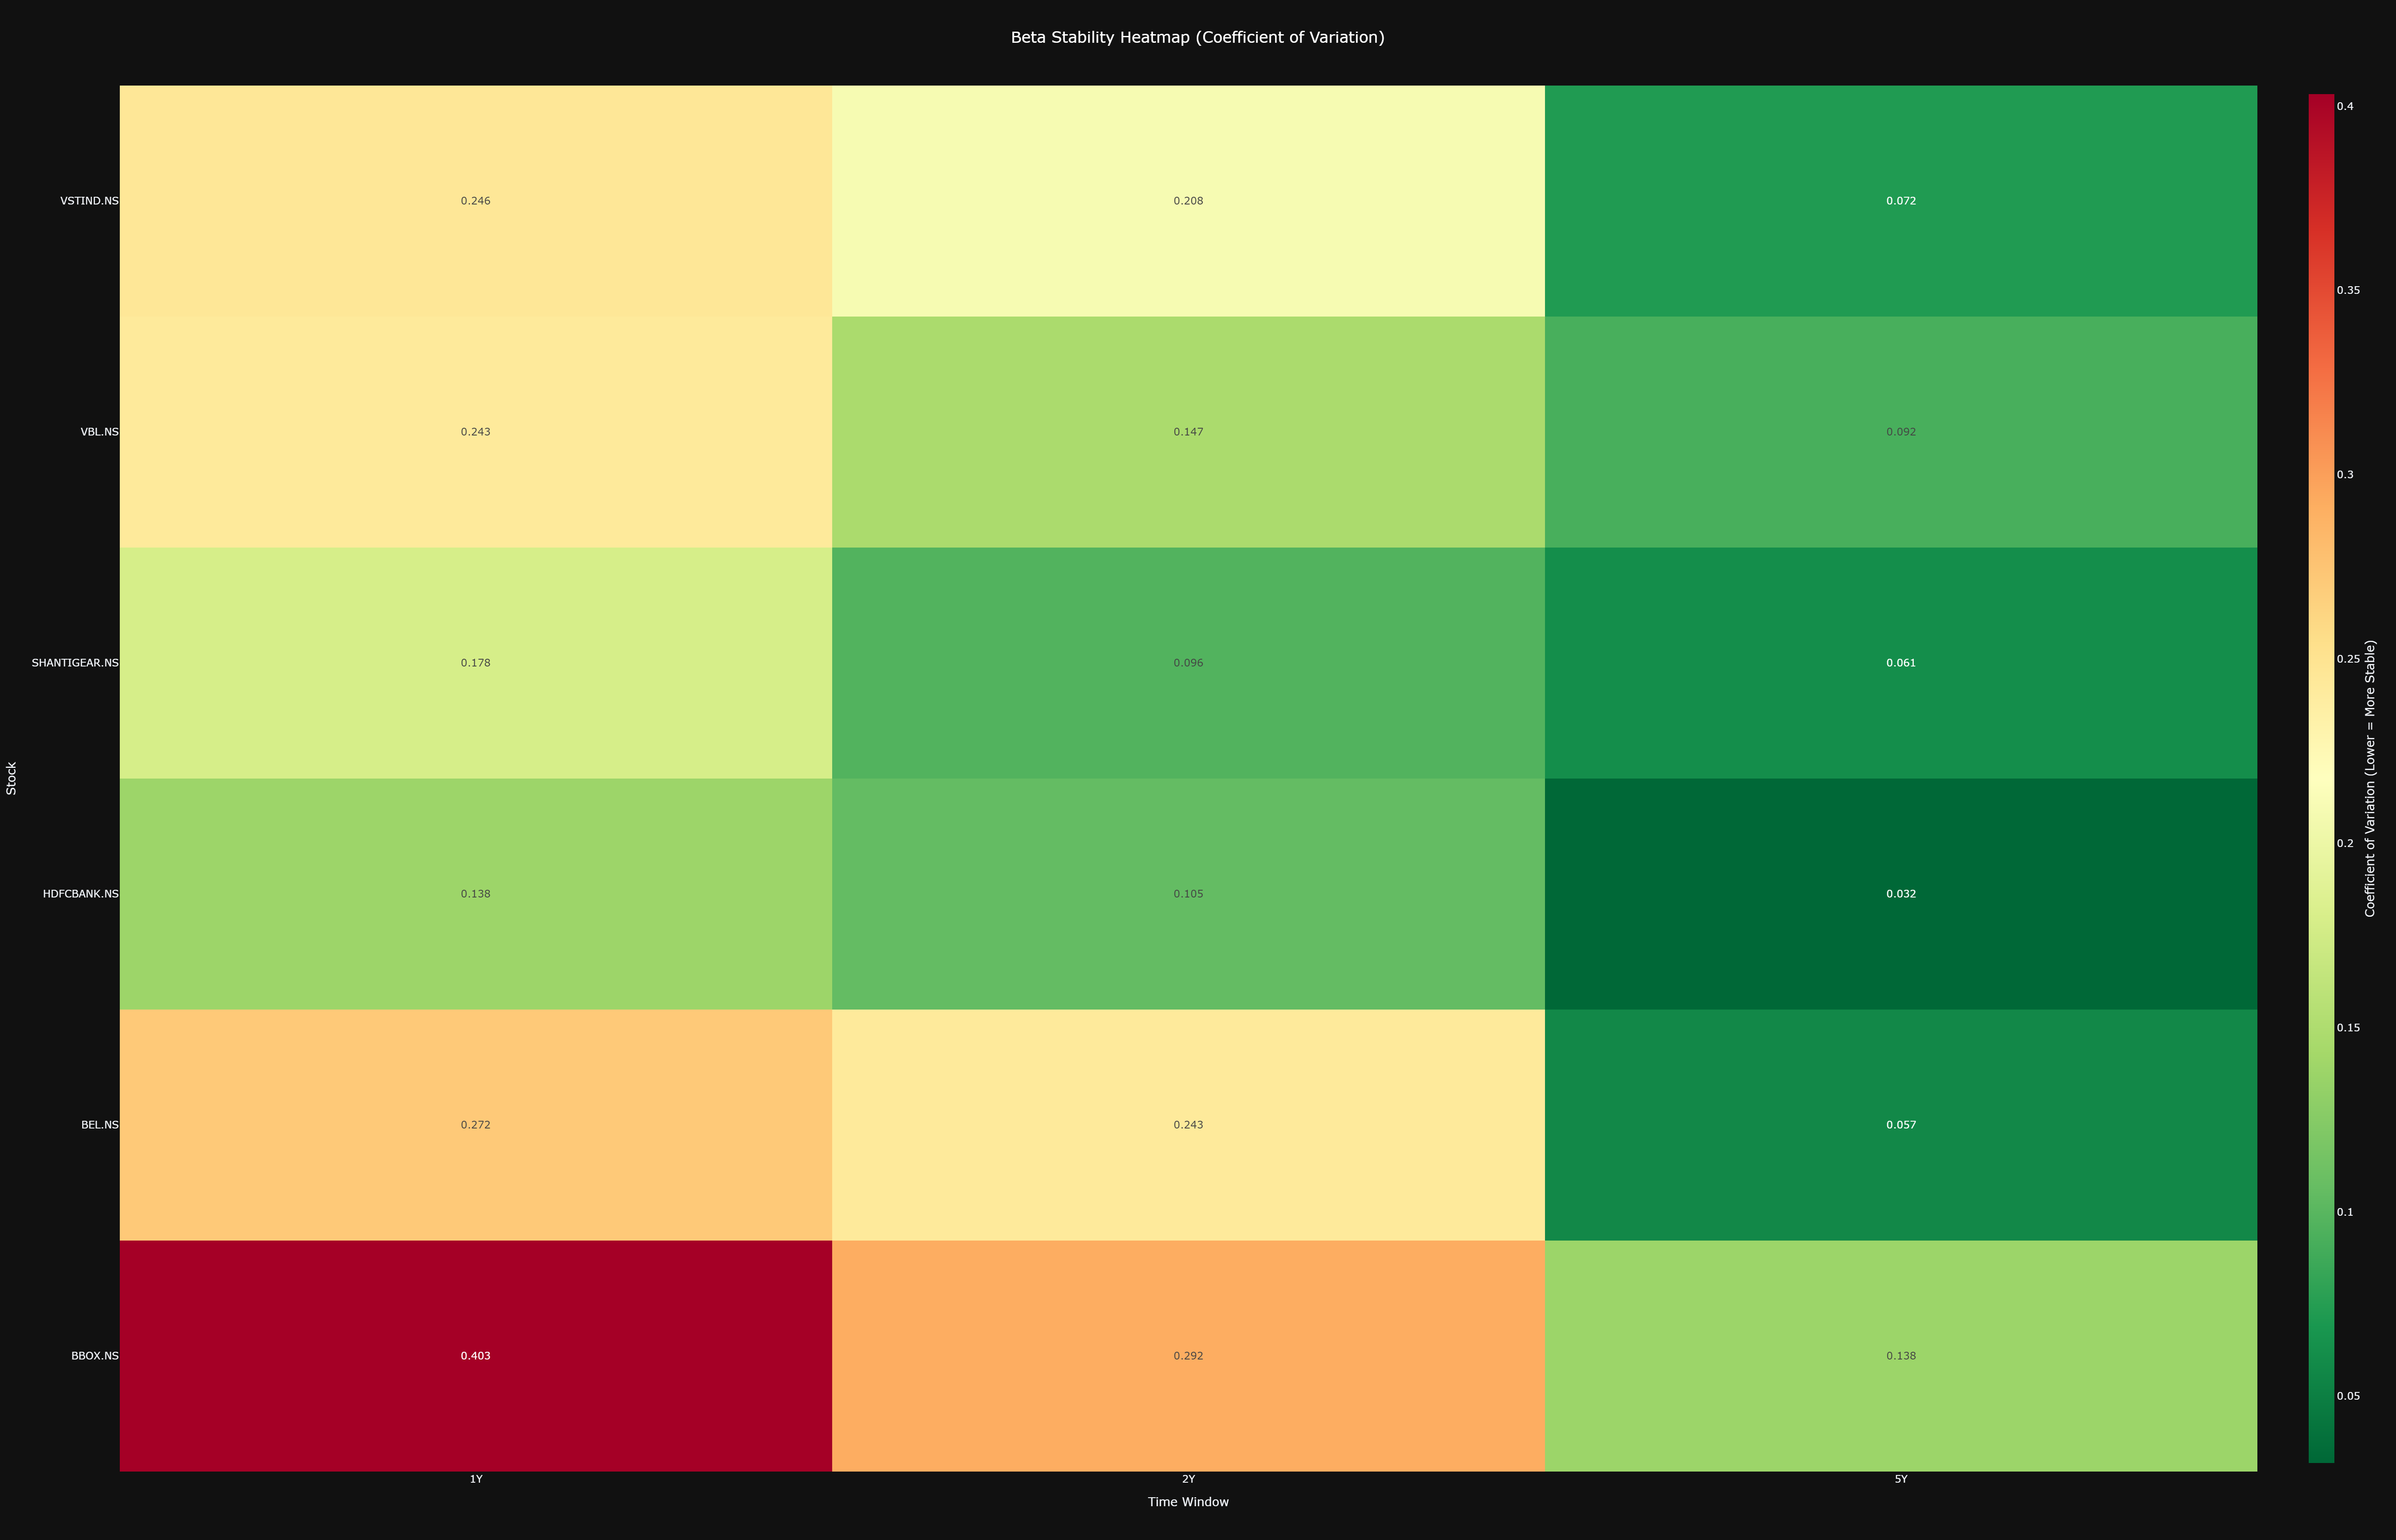 Beta Stability Heatmap (Coefficient of Variation)
VSTIND.NS 0.246 0.208 0.072
VBL.NS 0.243 0.147 0.092
SHANTIGEAR.NS 0.178 0.096 0.061
HDFCBANK.NS 0.138 0.105 0.032
BEL.NS 0.272 0.243 0.057
BBOX.NS 0.403 0.292 0.138
1Y 2Y 5Y
Time Window
Stock
0.4
0.35
0.3
0.25
0.2
0.15
0.1
0.05
Coefficient of Variation (Lower = More Stable)